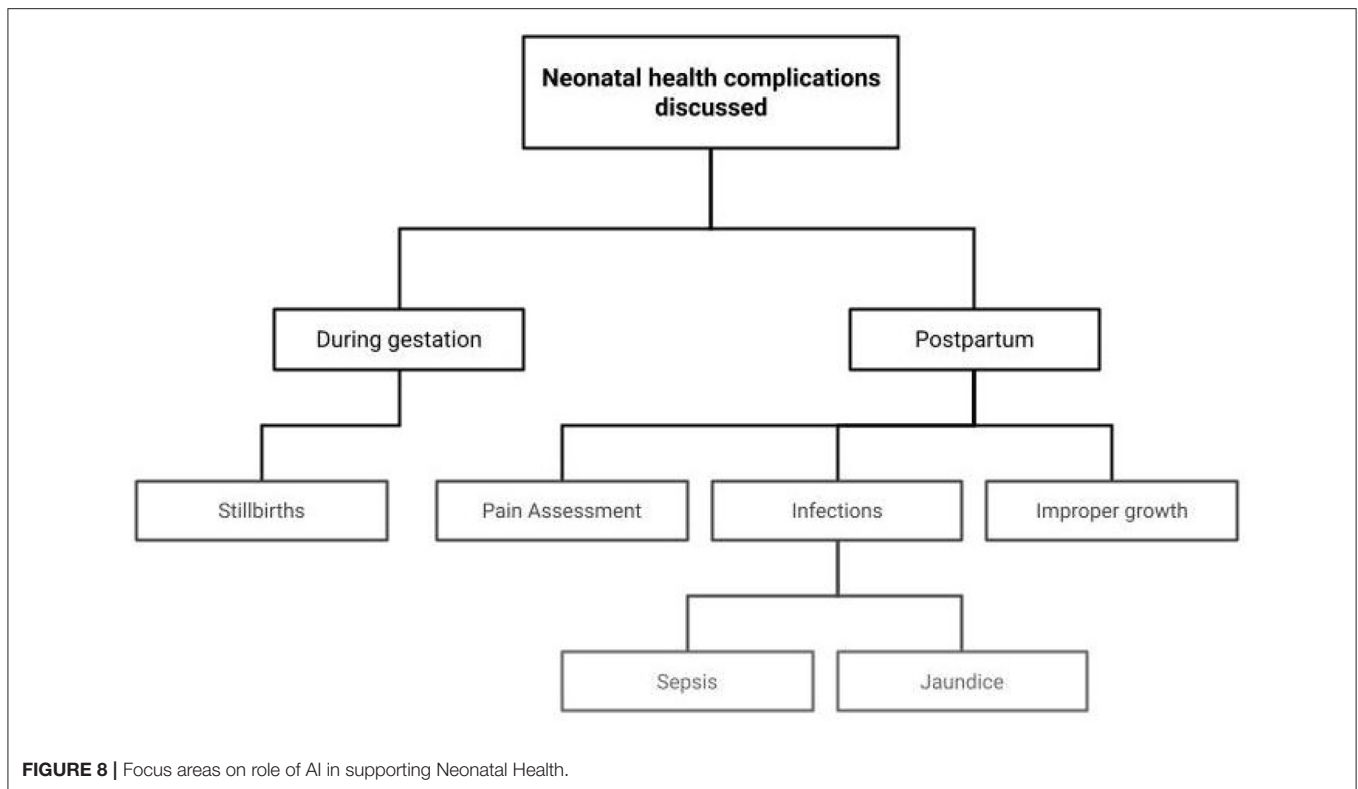 Neonatal health complications
discussed
During gestation
Postpartum
Stillbirths
Pain Assessment
Infections
Improper growth
Sepsis
Jaundice
FIGURE 8 | Focus areas on role of AI in supporting Neonatal Health.